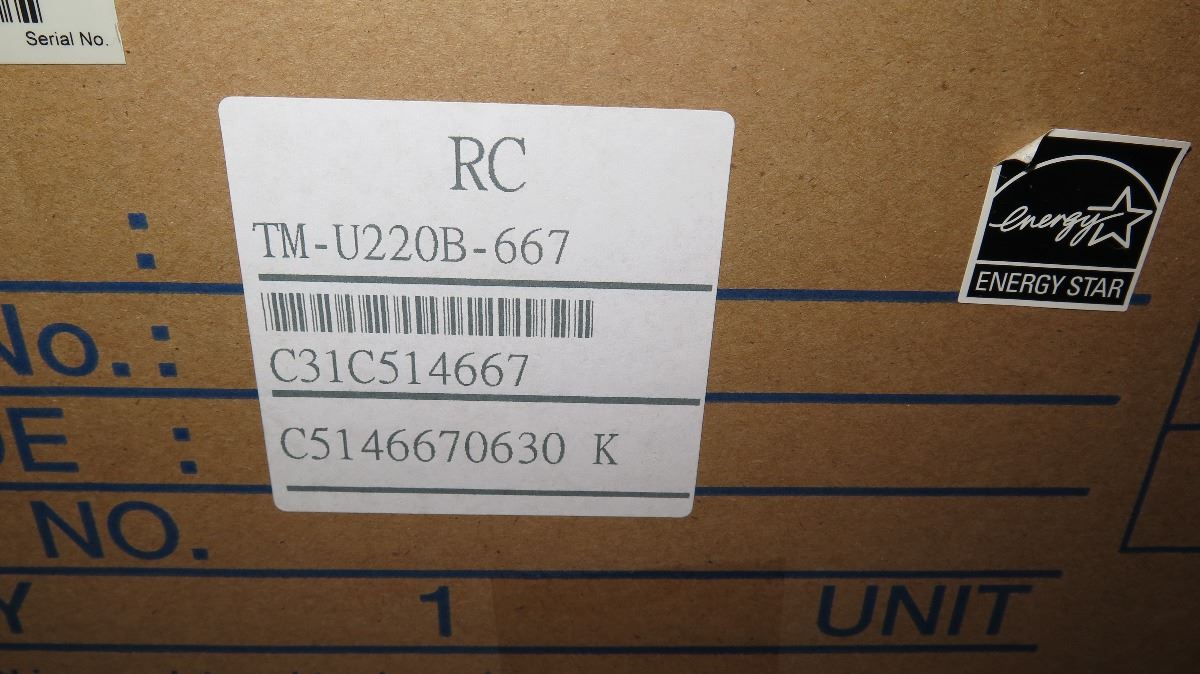 Serial No.
RC
TM-U220B-667
C31C514667
C5146670630 K
energy
ENERGY STAR
No.:
:
NO.
1 UNIT